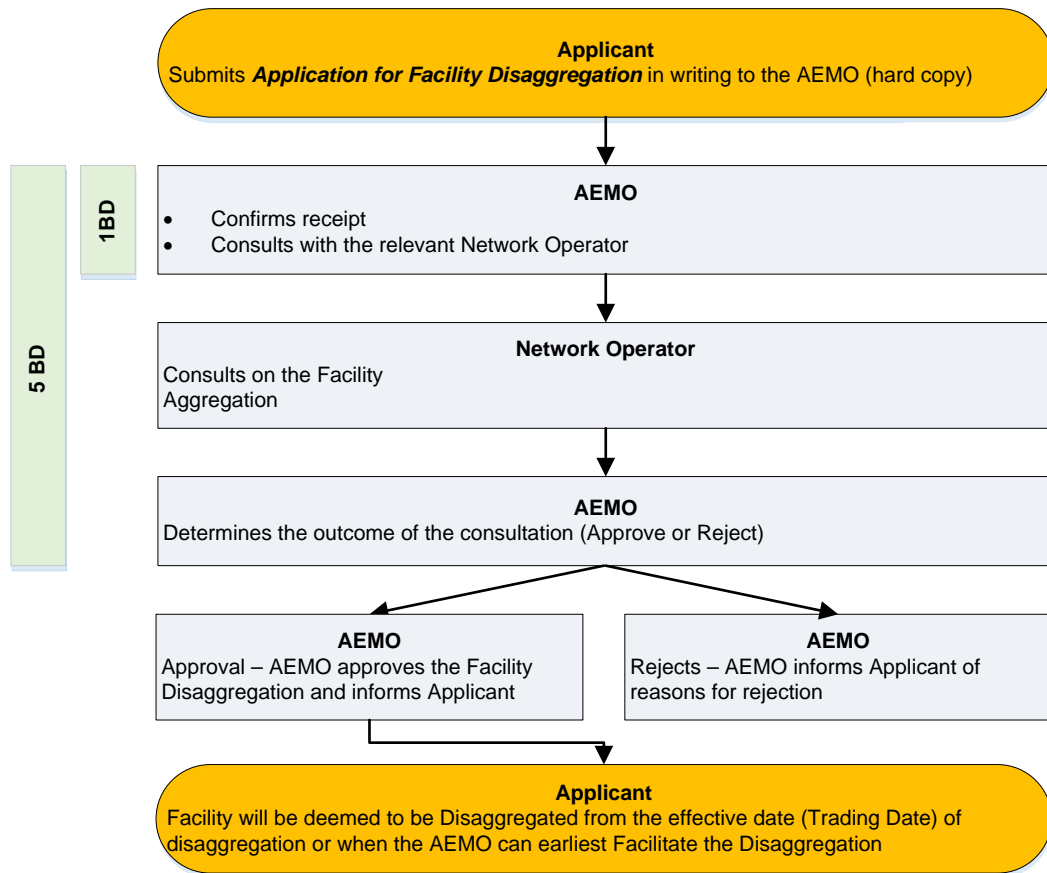 Applicant
Submits Application for Facility Disaggregation in writing to the AEMO (hard copy)
5 BD
1BD
AEMO
• Confirms receipt
• Consults with the relevant Network Operator
Network Operator
Consults on the Facility
Aggregation
AEMO
Determines the outcome of the consultation (Approve or Reject)
AEMO
Approval – AEMO approves the Facility
Disaggregation and informs Applicant
AEMO
Rejects – AEMO informs Applicant of
reasons for rejection
Applicant
Facility will be deemed to be Disaggregated from the effective date (Trading Date) of
disaggregation or when the AEMO can earliest Facilitate the Disaggregation